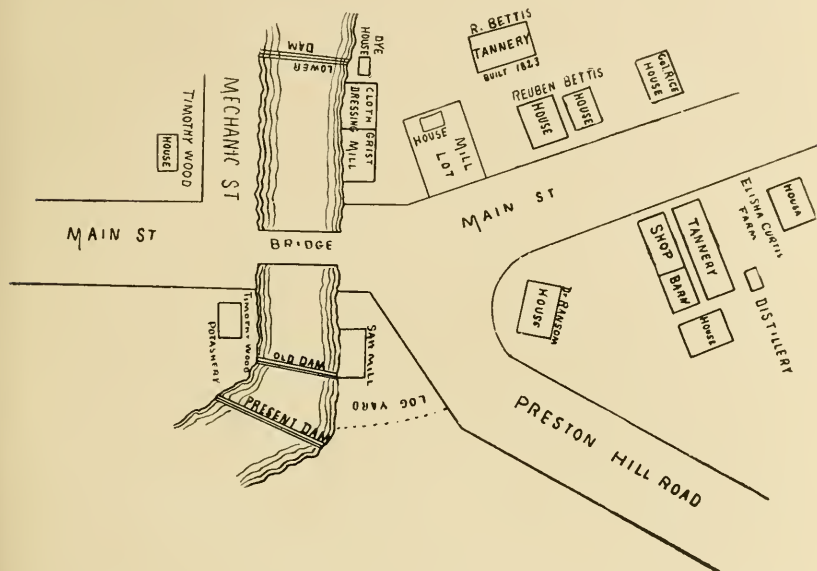 R. BETTIS
TANNERY
BUILT 1823
DYE
HOUSE
LOWER
DAM
CLOTH
DRESSING MILL
GRIST
Col. RICE
HOUSE
REUBEN BETTIS
HOUSE
HOUSE
HOUSE
MILL
LOT
TIMOTHY WOOD
HOUSE
MECHANIC ST
MAIN ST
BRIDGE
MAIN ST
ELISHA CURTIS
FARM
HOUSA
SHOP
BARN
TANNERY
DISTILLERY
HOUSE
Dr RANSOM
HOUSE
TIMOTHY WOOD
POTASHERY
OLD DAM
SAW MILL
LOG YARD
PRESENT DAM
PRESTON HILL ROAD